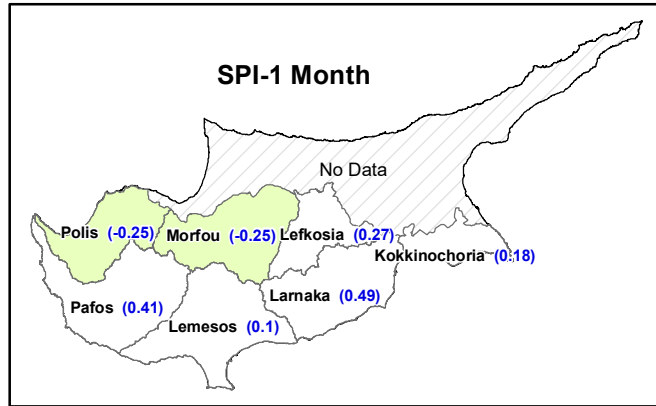 SPI-1 Month
No Data
Polis (-0.25)
Morfou (-0.25)
Lefkosia (0.27)
Kokkinochoria (0.18)
Pafos (0.41)
Larnaka (0.49)
Lemesos (0.1)